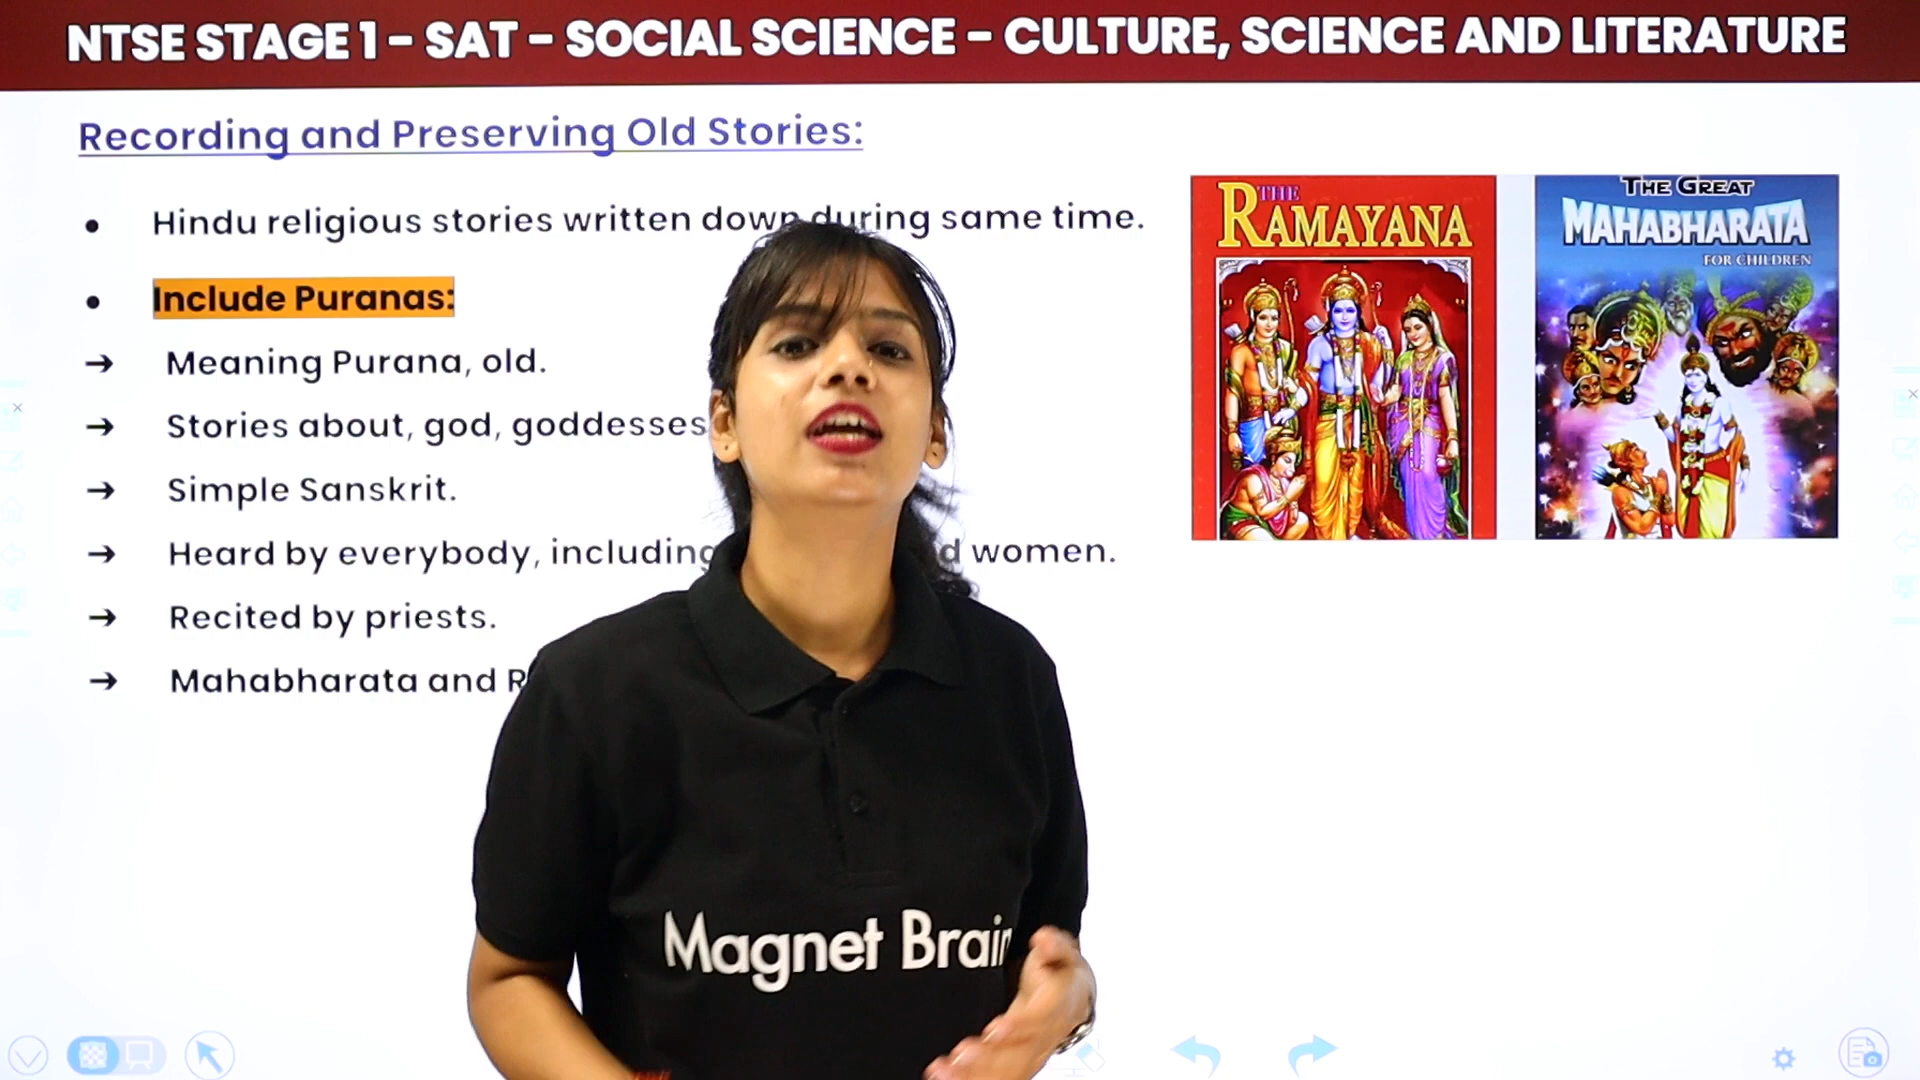 NTSE STAGE 1 – SAT – SOCIAL SCIENCE – CULTURE, SCIENCE AND LITERATURE
Recording and Preserving Old Stories:
• Hindu religious stories written down during same time.
• Include Puranas:
→ Meaning Purana, old.
→ Stories about, god, goddesses
→ Simple Sanskrit.
→ Heard by everybody, including women.
→ Recited by priests.
→ Mahabharata and
THE
RAMAYANA
THE GREAT
MAHABHARATA
FOR CHILDREN
Magnet Brain